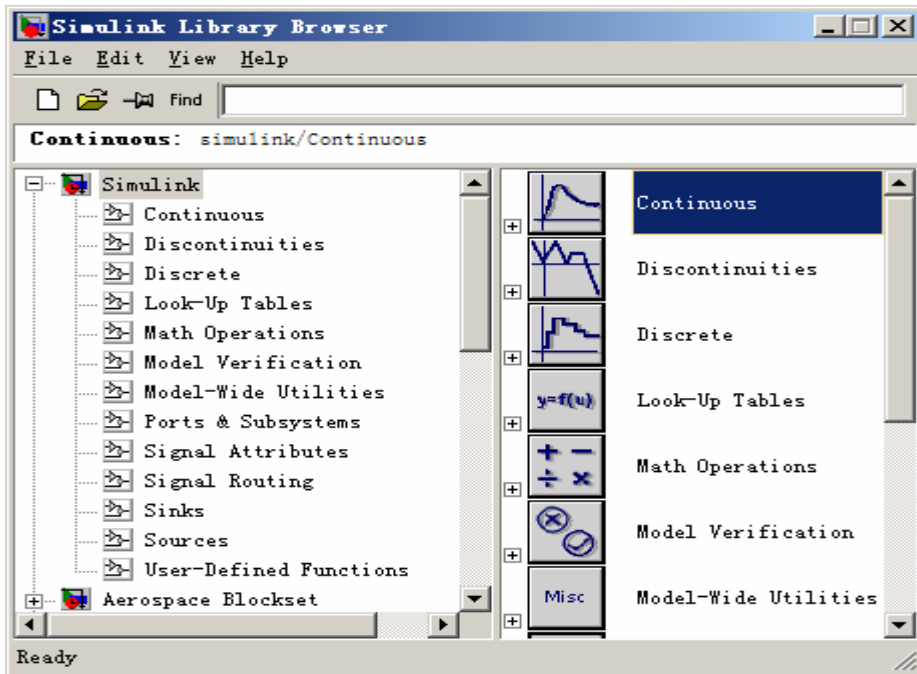 Simulink Library Browser
File Edit View Help
Find
Continuous: simulink/Continuous
Simulink
Continuous
Discontinuities
Discrete
Look-Up Tables
Math Operations
Model Verification
Model-Wide Utilities
Ports & Subsystems
Signal Attributes
Signal Routing
Sinks
Sources
User-Defined Functions
Aerospace Blockset
Continuous
Discontinuities
Discrete
y=f(u) Look-Up Tables
+ − ÷ × Math Operations
Model Verification
Misc Model-Wide Utilities
Ready